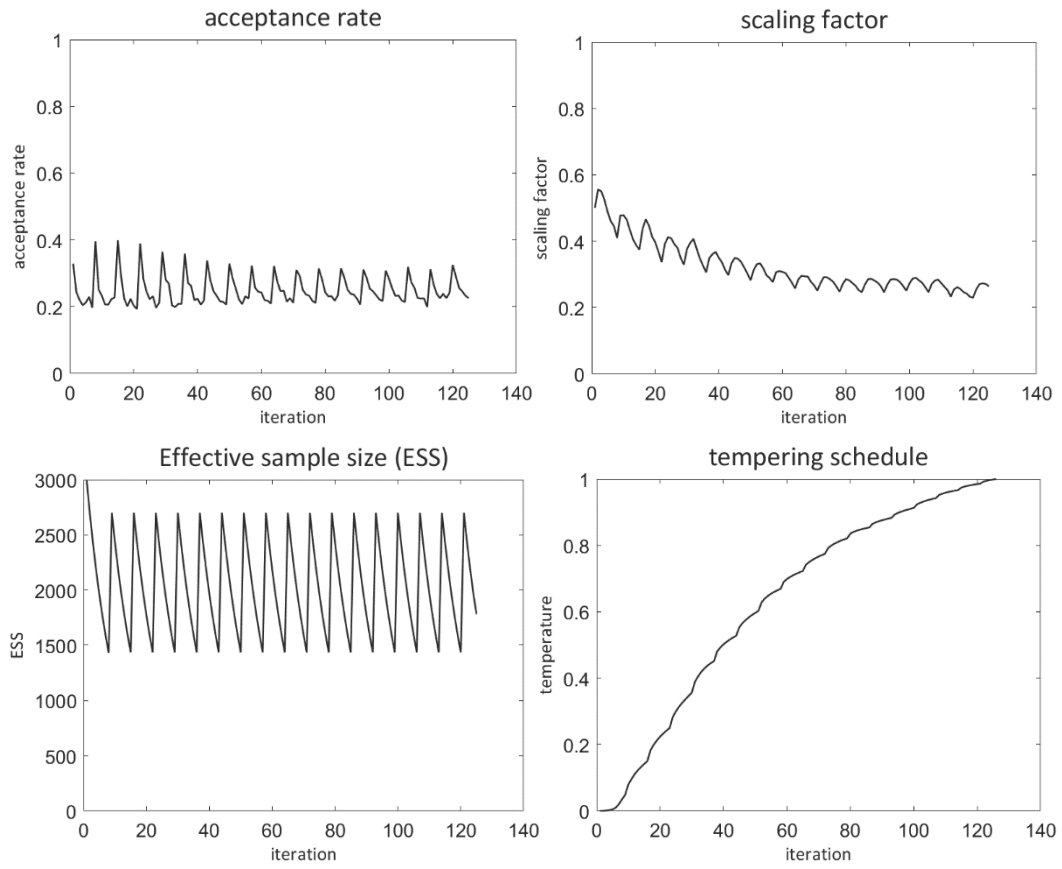 acceptance rate
1
0.8
0.6
0.4
0.2
0
acceptance rate
0 20 40 60 80 100 120 140
iteration
scaling factor
1
0.8
0.6
0.4
0.2
0
scaling factor
0 20 40 60 80 100 120 140
iteration
Effective sample size (ESS)
3000
2500
2000
1500
1000
500
0
ESS
0 20 40 60 80 100 120 140
iteration
tempering schedule
1
0.8
0.6
0.4
0.2
0
temperature
0 20 40 60 80 100 120 140
iteration